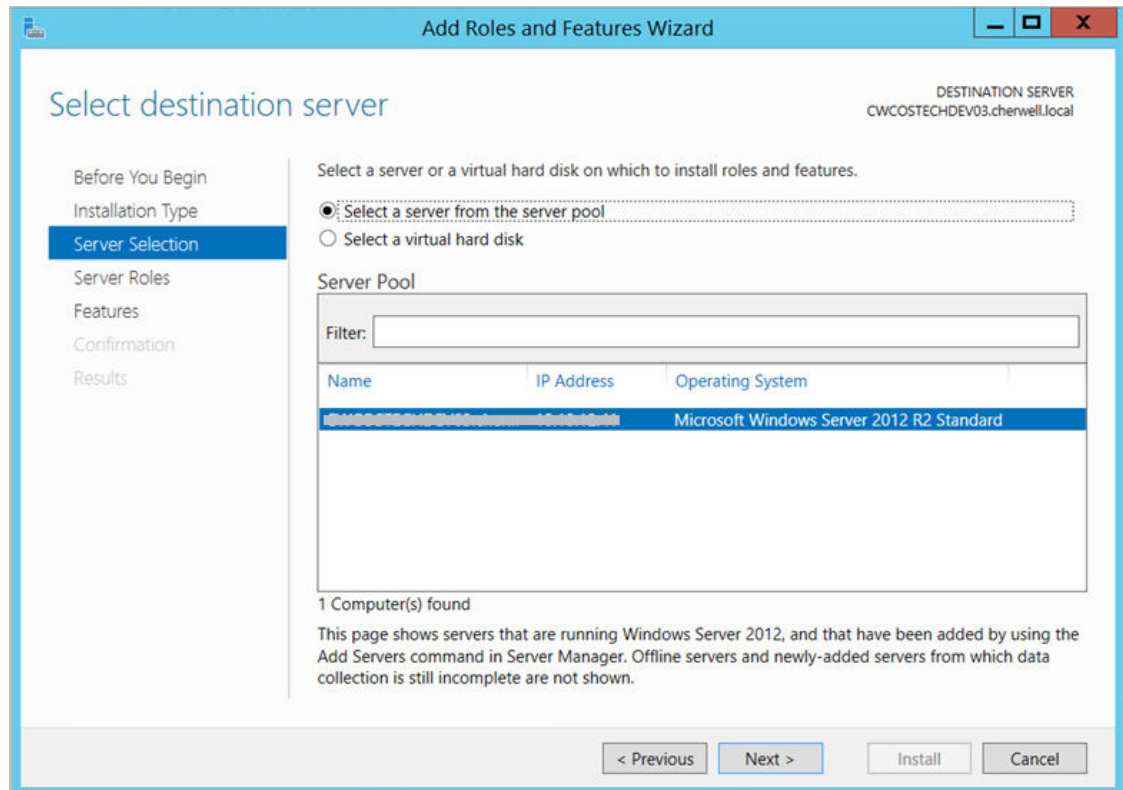 Add Roles and Features Wizard
Select destination server
DESTINATION SERVER
CWCOSTECHDEV03.cherwell.local
Before You Begin
Installation Type
Server Selection
Server Roles
Features
Confirmation
Results
Select a server or a virtual hard disk on which to install roles and features.
Select a server from the server pool
Select a virtual hard disk
Server Pool
Filter:
Name IP Address Operating System
Microsoft Windows Server 2012 R2 Standard
1 Computer(s) found
This page shows servers that are running Windows Server 2012, and that have been added by using the
Add Servers command in Server Manager. Offline servers and newly-added servers from which data
collection is still incomplete are not shown.
< Previous Next > Install Cancel